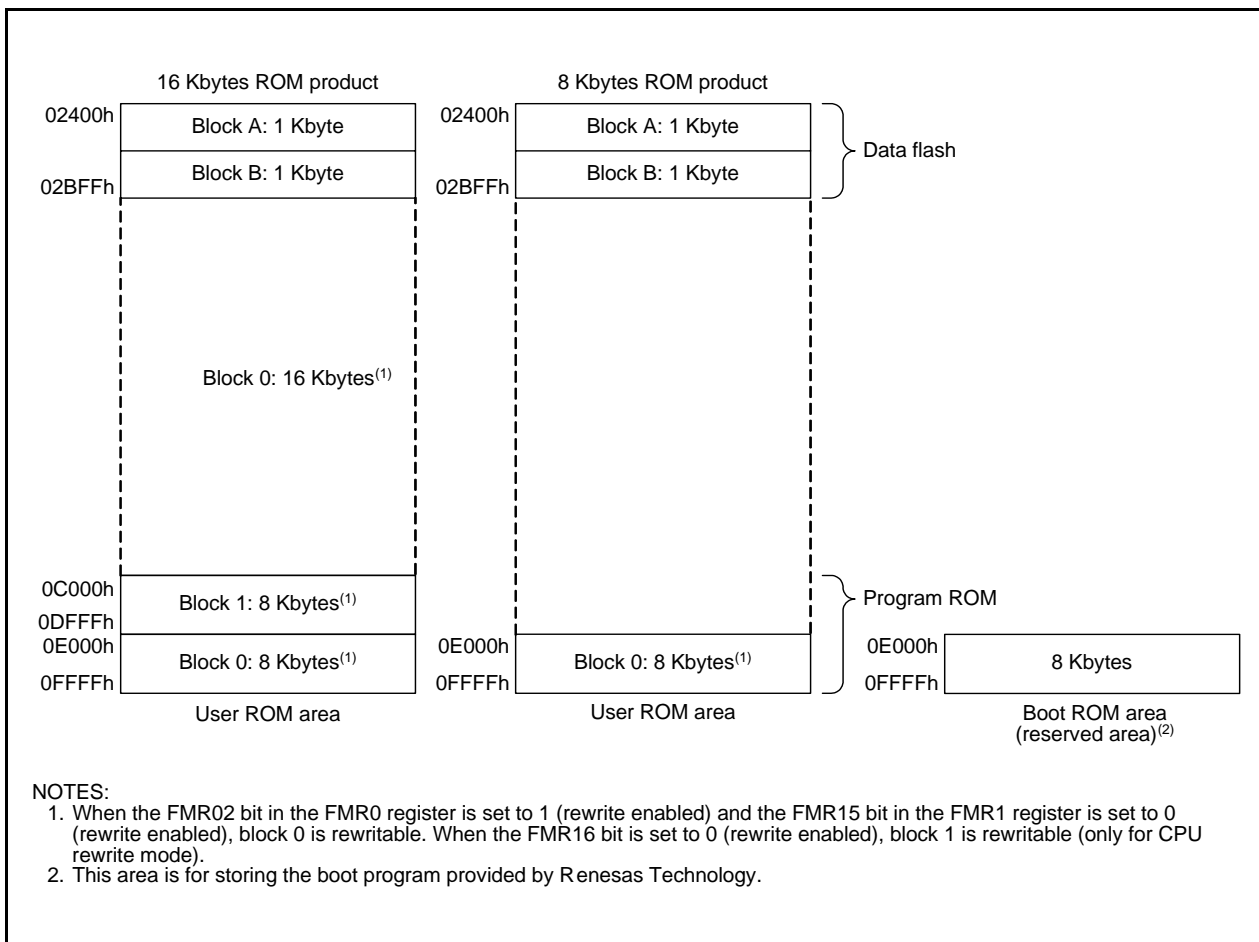 16 Kbytes ROM product
02400h
Block A: 1 Kbyte
Block B: 1 Kbyte
02BFFh
Block 0: 16 Kbytes(1)
0C000h
Block 1: 8 Kbytes(1)
0DFFFh
0E000h
Block 0: 8 Kbytes(1)
0FFFFh
User ROM area
8 Kbytes ROM product
02400h
Block A: 1 Kbyte
Block B: 1 Kbyte
02BFFh
0E000h
Block 0: 8 Kbytes(1)
0FFFFh
User ROM area
Data flash
Program ROM
0E000h
8 Kbytes
0FFFFh
Boot ROM area
(reserved area)(2)
NOTES:
1. When the FMR02 bit in the FMR0 register is set to 1 (rewrite enabled) and the FMR15 bit in the FMR1 register is set to 0
(rewrite enabled), block 0 is rewritable. When the FMR16 bit is set to 0 (rewrite enabled), block 1 is rewritable (only for CPU
rewrite mode).
2. This area is for storing the boot program provided by Renesas Technology.